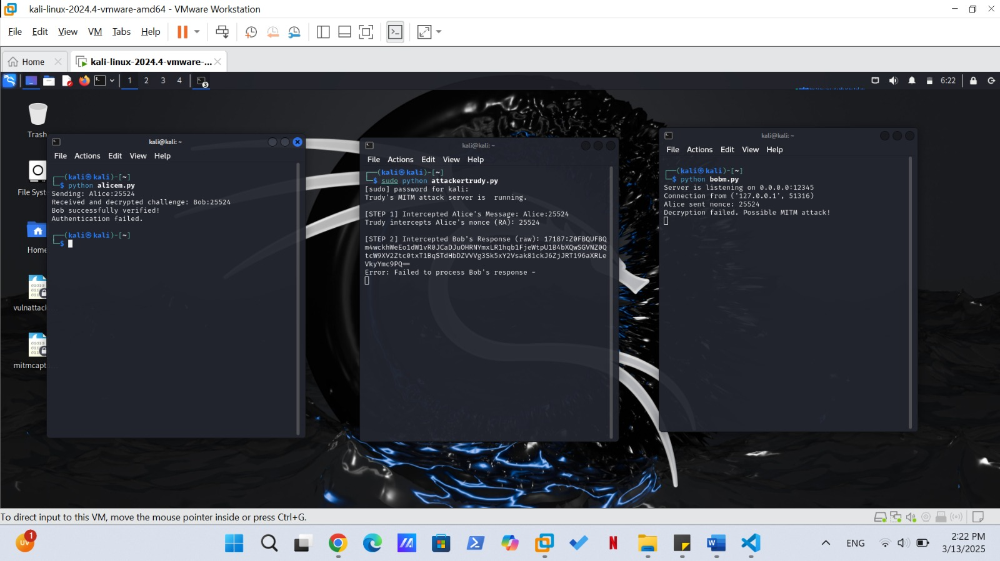 kali-linux-2024.4-vmware-amd64 - VMware Workstation
File Edit View VM Tabs Help
Home
kali-linux-2024.4-vmware-...
1 2 3 4
3
6:22
Trash
File Syst
Home
vulnattack
mitmcapt
kali@kali: ~
File Actions Edit View Help
┌──(kali㉿kali)-[~]
└─$ python alicem.py
Sending: Alice:25524
Received and decrypted challenge: Bob:25524
Bob successfully verified!
Authentication failed.
┌──(kali㉿kali)-[~]
└─$
kali@kali: ~
File Actions Edit View Help
┌──(kali㉿kali)-[~]
└─$ sudo python attackertrudy.py
[sudo] password for kali:
Trudy's MITM attack server is  running.
[STEP 1] Intercepted Alice's Message: Alice:25524
Trudy intercepts Alice's nonce (RA): 25524
[STEP 2] Intercepted Bob's Response (raw): 17187:Z0FBQUFBQ
m4wckhWeEo1dW1vR0JCaDJuOHRNYmxLR1hqb1FjeWtpU1B4bXQwSGVNZ0Q
tcW9XV2Ztc0txT1BqSTdHbDZVVVg3Sk5xY2Vsak81ckJ6ZjJRT196aXRLe
VkyYmc9PQ==
Error: Failed to process Bob's response -
kali@kali: ~
File Actions Edit View Help
┌──(kali㉿kali)-[~]
└─$ python bobm.py
Server is listening on 0.0.0.0:12345
Connection from ('127.0.0.1', 51316)
Alice sent nonce: 25524
Decryption failed. Possible MITM attack!
To direct input to this VM, move the mouse pointer inside or press Ctrl+G.
UV
1
ENG
2:22 PM
3/13/2025